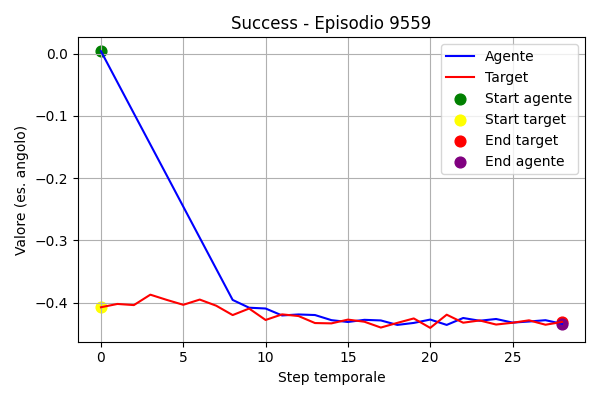 Success - Episodio 9559
Valore (es. angolo)
0.0
−0.1
−0.2
−0.3
−0.4
Agente
Target
Start agente
Start target
End target
End agente
0 5 10 15 20 25
Step temporale